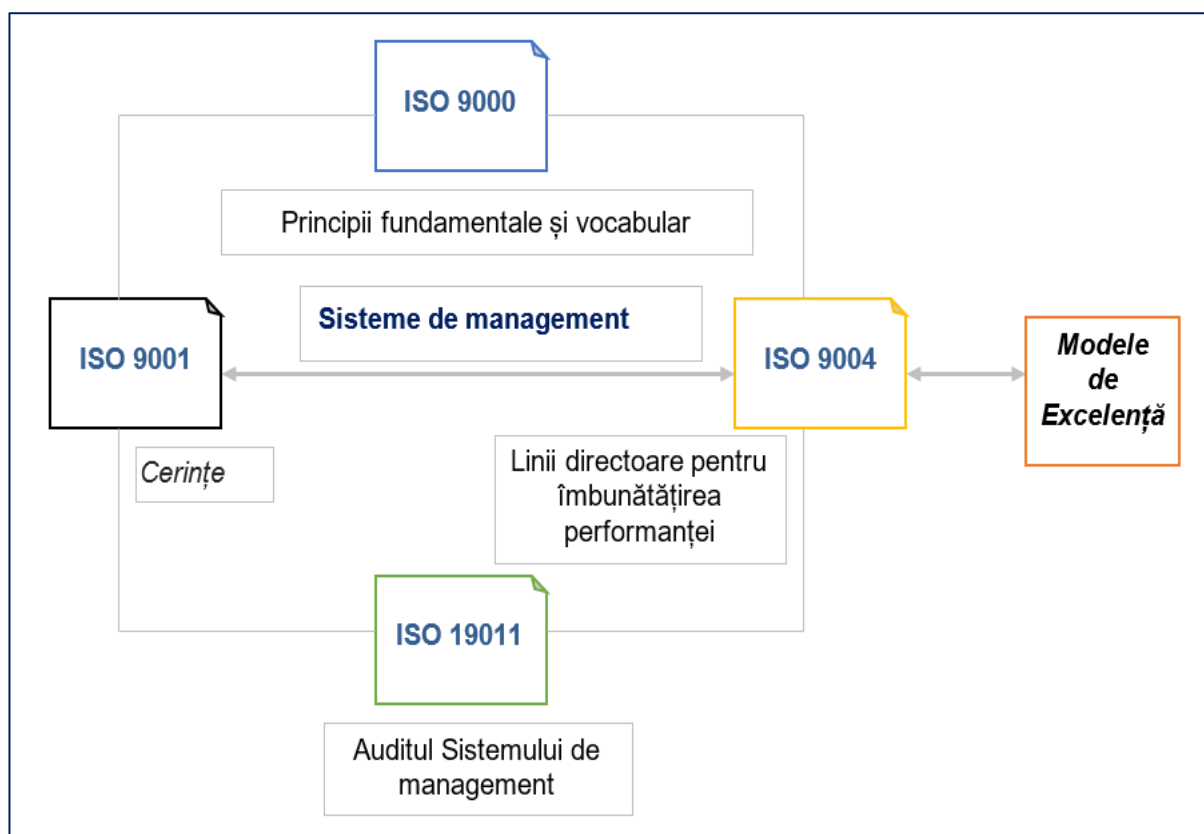 ISO 9000
Principii fundamentale și vocabular
Sisteme de management
ISO 9001
ISO 9004
Modele
de
Excelență
Cerințe
Linii directoare pentru
îmbunătățirea
performanței
ISO 19011
Auditul Sistemului de
management